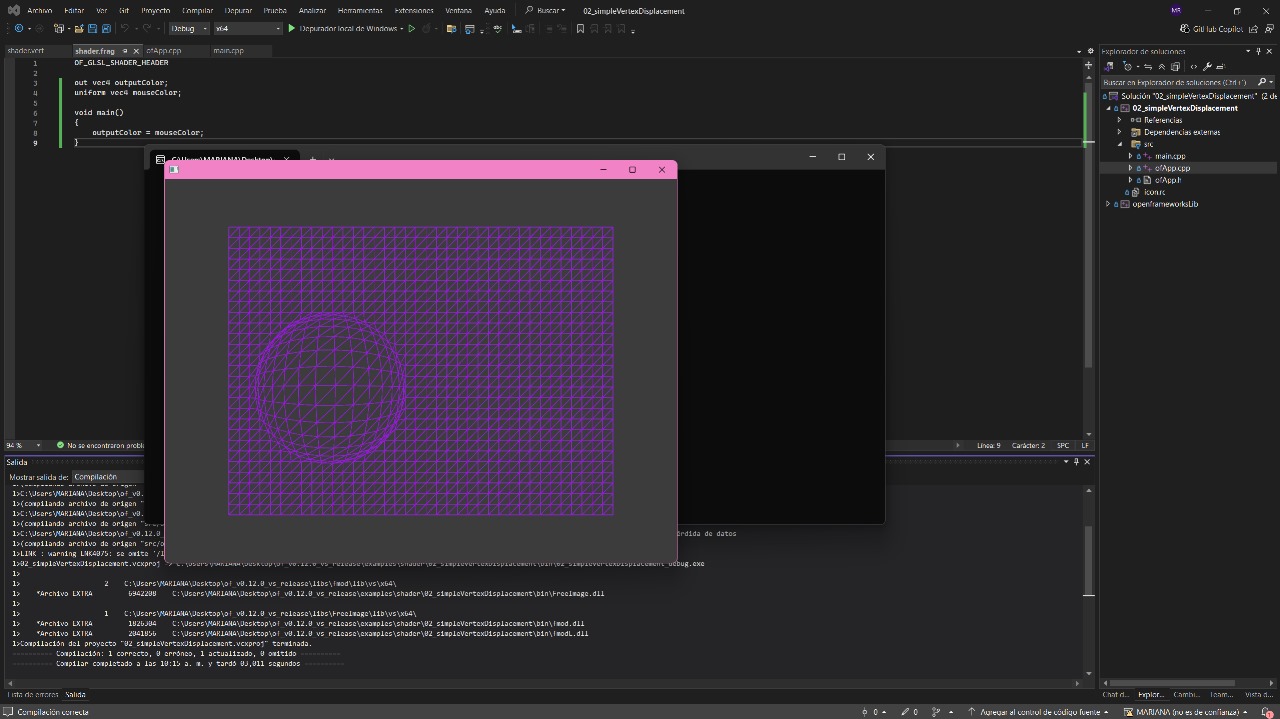 Archivo Editar Ver Git Proyecto Compilar Depurar Prueba Analizar Herramientas Extensiones Ventana Ayuda Buscar 02_simpleVertexDisplacement MR
Debug x64 Depurador local de Windows GitHub Copilot
shader.vert shader.frag ofApp.cpp main.cpp
Explorador de soluciones
1 OF_GLSL_SHADER_HEADER
2
3 out vec4 outputColor;
4 uniform vec4 mouseColor;
5
6 void main()
7 {
8 outputColor = mouseColor;
9 }
Buscar en Explorador de soluciones (Ctrl+')
Solución "02_simpleVertexDisplacement" (2 de
02_simpleVertexDisplacement
Referencias
Dependencias externas
src
main.cpp
ofApp.cpp
ofApp.h
icon.rc
openframeworksLib
C:\Users\MARIANA\Desktop\
94 % No se encontraron proble
Línea: 9 Carácter: 2 SPC LF
Salida
Mostrar salida de: Compilación
1>C:\Users\MARIANA\Desktop\of_v0.
1>(compilando archivo de origen "
1>C:\Users\MARIANA\Desktop\of_v0.
1>(compilando archivo de origen "src/
1>C:\Users\MARIANA\Desktop\of_v0.12.0 érdida de datos
1>(compilando archivo de origen "src/o
1>LINK : warning LNK4075: se omite '/I
1>02_simpleVertexDisplacement.vcxproj -> C:\Users\MARIANA\Desktop\of_v0.12.0_vs_release\examples\shader\02_simpleVertexDisplacement\bin\02_simpleVertexDisplacement_debug.exe
1>
1> 2 C:\Users\MARIANA\Desktop\of_v0.12.0_vs_release\libs\fmod\lib\vs\x64\
1> *Archivo EXTRA 6942208 C:\Users\MARIANA\Desktop\of_v0.12.0_vs_release\examples\shader\02_simpleVertexDisplacement\bin\FreeImage.dll
1>
1> 1 C:\Users\MARIANA\Desktop\of_v0.12.0_vs_release\libs\FreeImage\lib\vs\x64\
1> *Archivo EXTRA 1826304 C:\Users\MARIANA\Desktop\of_v0.12.0_vs_release\examples\shader\02_simpleVertexDisplacement\bin\fmod.dll
1> *Archivo EXTRA 2041856 C:\Users\MARIANA\Desktop\of_v0.12.0_vs_release\examples\shader\02_simpleVertexDisplacement\bin\fmodL.dll
1>Compilación del proyecto "02_simpleVertexDisplacement.vcxproj" terminada.
========== Compilación: 1 correcto, 0 erróneo, 1 actualizado, 0 omitido ==========
========== Compilar completado a las 10:15 a. m. y tardó 03,011 segundos ==========
Lista de errores Salida
Chat d... Explor... Cambi... Team... Vista d...
Compilación correcta 0 0 Agregar al control de código fuente MARIANA (no es de confianza)